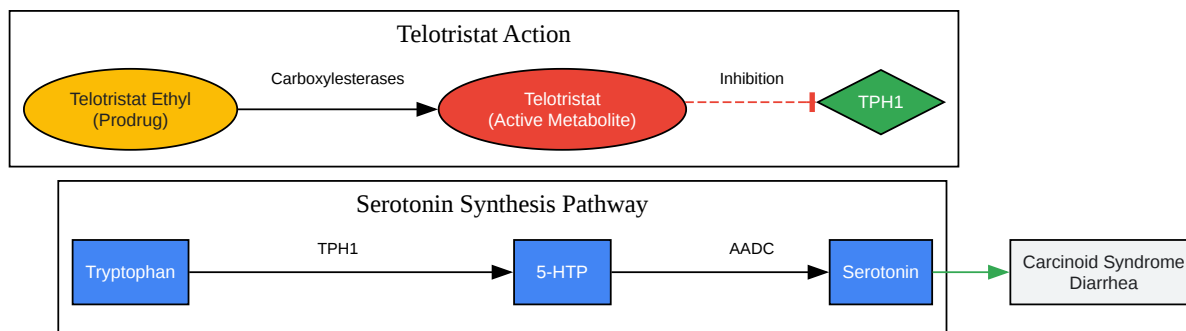 Telotristat Action
Telotristat Ethyl
(Prodrug)
Carboxylesterases
Telotristat
(Active Metabolite)
Inhibition
TPH1
Serotonin Synthesis Pathway
Tryptophan
TPH1
5-HTP
AADC
Serotonin
Carcinoid Syndrome
Diarrhea